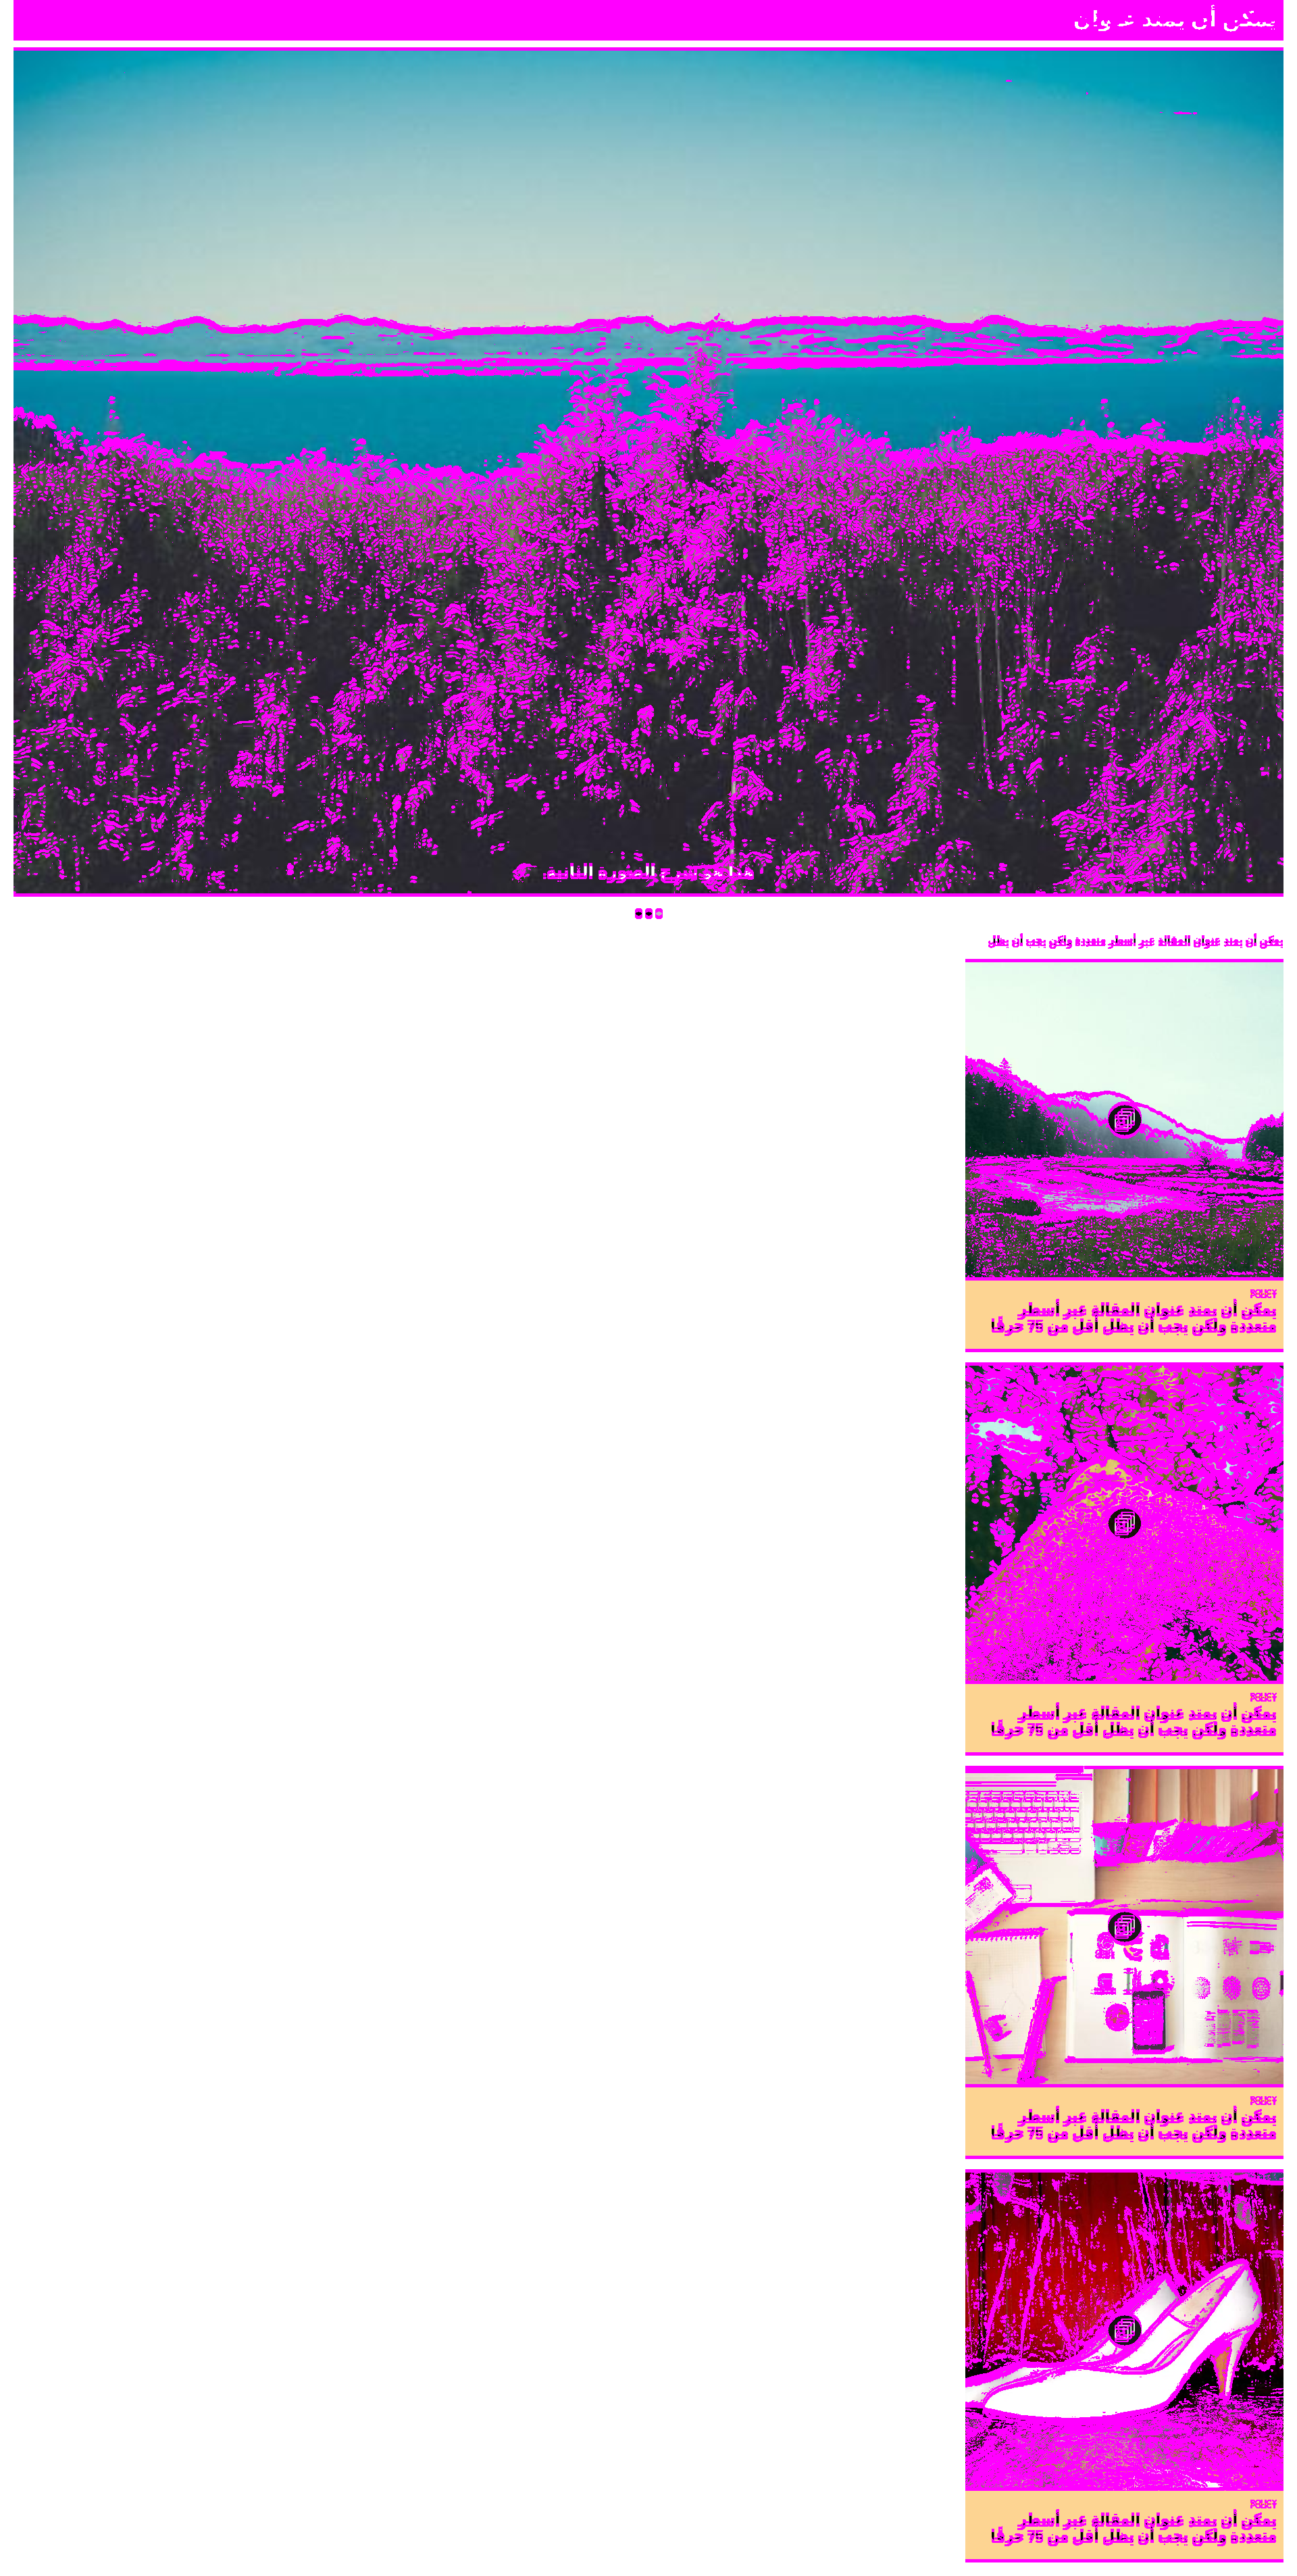 يمكن أن يمتد عنوان
هذا هو شرح الصورة الثانية
يمكن أن يمتد عنوان المقالة عبر أسطر متعددة ولكن يجب أن يظل
POLICY
يمكن أن يمتد عنوان المقالة عبر أسطر
متعددة ولكن يجب أن يظل أقل من 75 حرفًا
POLICY
يمكن أن يمتد عنوان المقالة عبر أسطر
متعددة ولكن يجب أن يظل أقل من 75 حرفًا
POLICY
يمكن أن يمتد عنوان المقالة عبر أسطر
متعددة ولكن يجب أن يظل أقل من 75 حرفًا
POLICY
يمكن أن يمتد عنوان المقالة عبر أسطر
متعددة ولكن يجب أن يظل أقل من 75 حرفًا